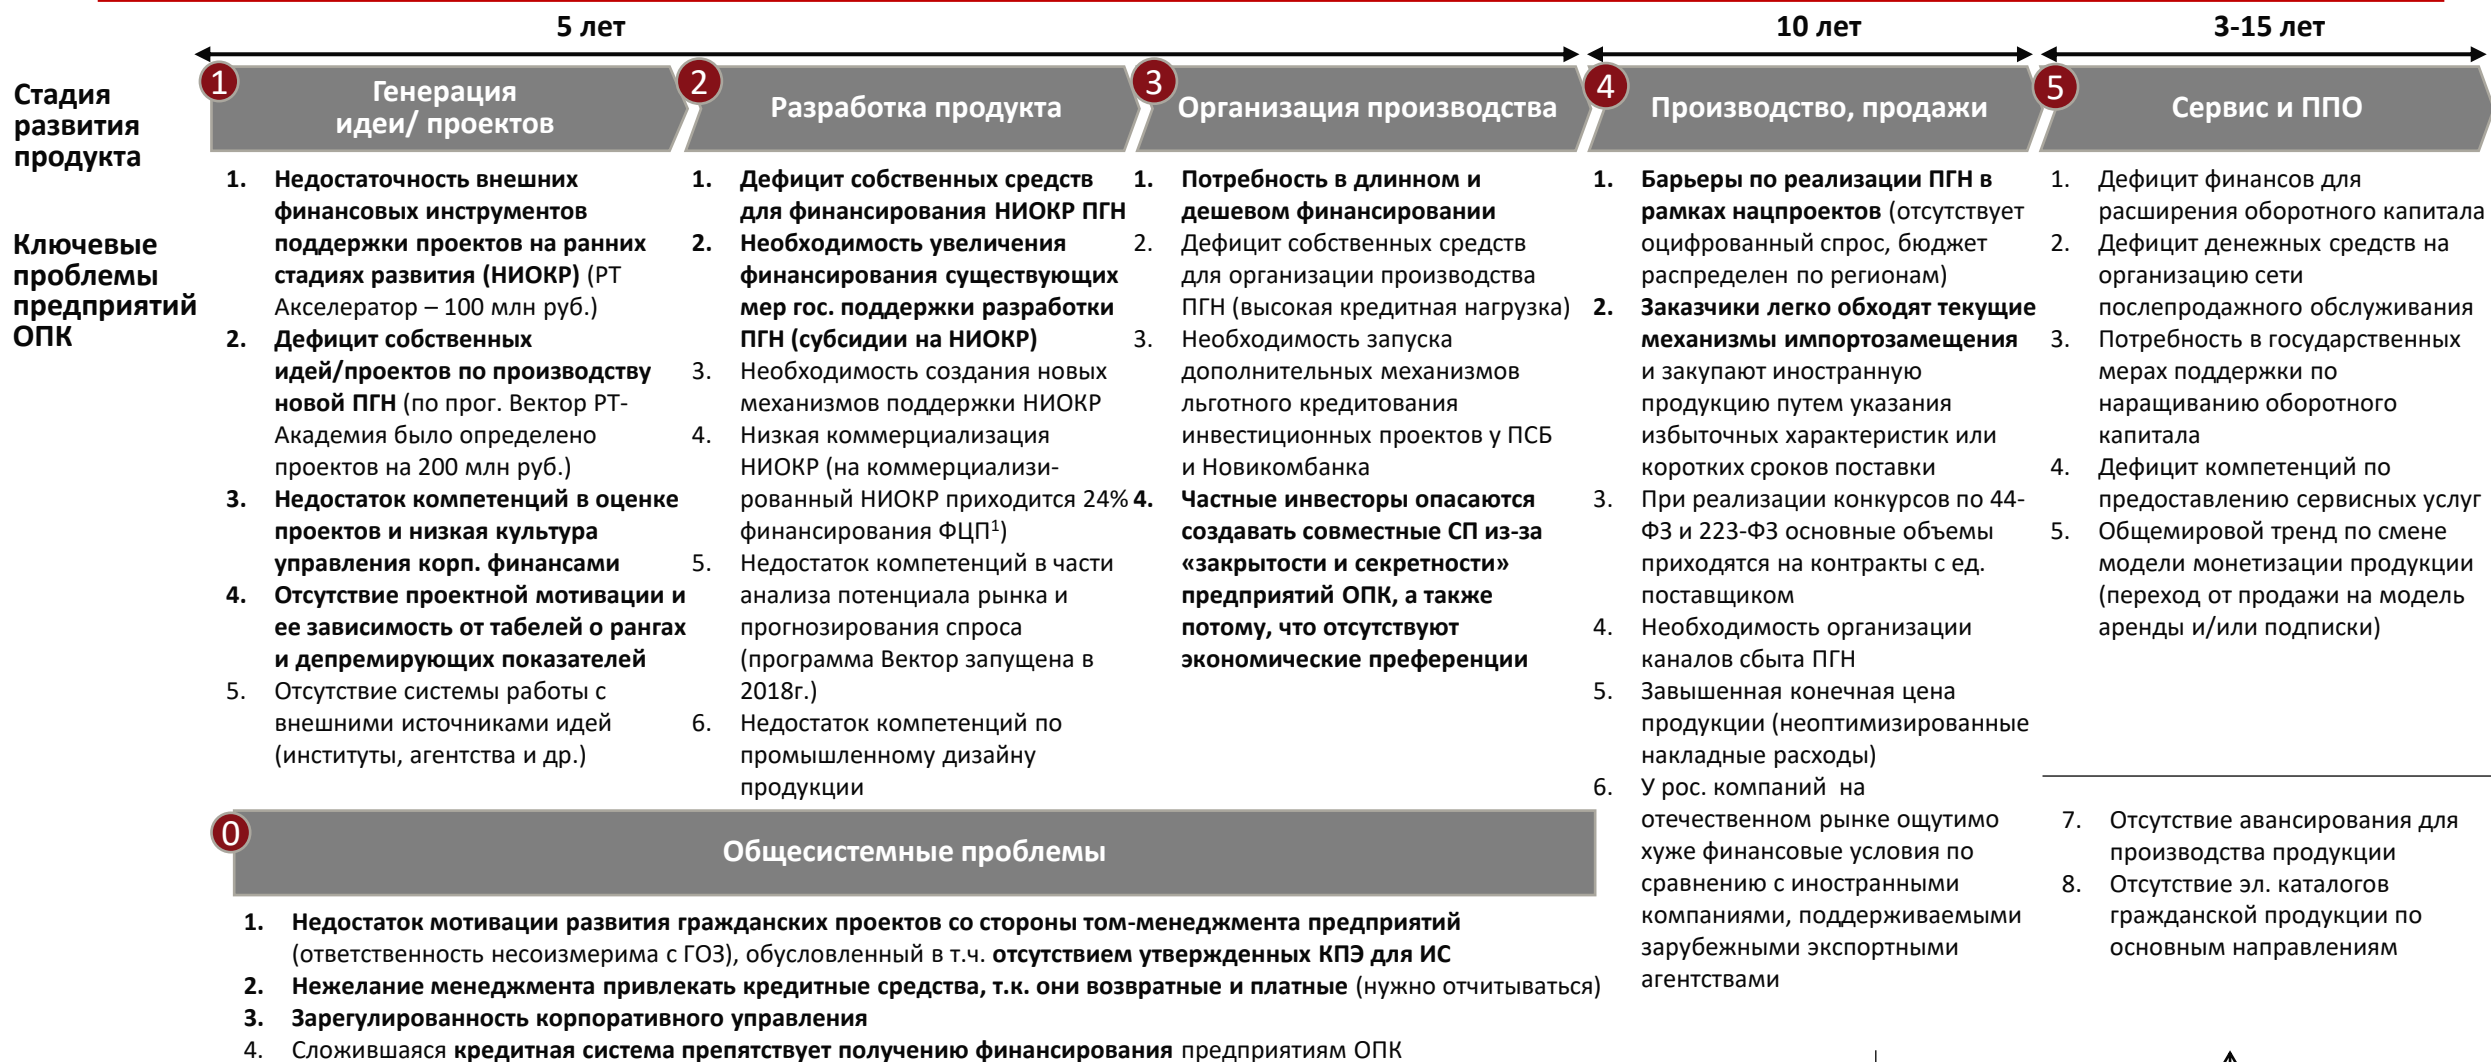 5 лет
10 лет
3-15 лет
Стадия
развития
продукта
1
Генерация
идеи/ проектов
2
Разработка продукта
3
Организация производства
4
Производство, продажи
5
Сервис и ППО
Ключевые
проблемы
предприятий
ОПК
1. Недостаточность внешних
финансовых инструментов
поддержки проектов на ранних
стадиях развития (НИОКР) (РТ
Акселератор – 100 млн руб.)
2. Дефицит собственных
идей/проектов по производству
новой ПГН (по прог. Вектор РТ-
Академия было определено
проектов на 200 млн руб.)
3. Недостаток компетенций в оценке
проектов и низкая культура
управления корп. финансами
4. Отсутствие проектной мотивации и
ее зависимость от табелей о рангах
и депремирующих показателей
5. Отсутствие системы работы с
внешними источниками идей
(институты, агентства и др.)
1. Дефицит собственных средств
для финансирования НИОКР ПГН
2. Необходимость увеличения
финансирования существующих
мер гос. поддержки разработки
ПГН (субсидии на НИОКР)
3. Необходимость создания новых
механизмов поддержки НИОКР
4. Низкая коммерциализация
НИОКР (на коммерциализи-
рованный НИОКР приходится 24%
финансирования ФЦП¹)
5. Недостаток компетенций в части
анализа потенциала рынка и
прогнозирования спроса
(программа Вектор запущена в
2018г.)
6. Недостаток компетенций по
промышленному дизайну
продукции
1. Потребность в длинном и
дешевом финансировании
2. Дефицит собственных средств
для организации производства
ПГН (высокая кредитная нагрузка)
3. Необходимость запуска
дополнительных механизмов
льготного кредитования
инвестиционных проектов у ПСБ
и Новикомбанка
4. Частные инвесторы опасаются
создавать совместные СП из-за
«закрытости и секретности»
предприятий ОПК, а также
потому, что отсутствуют
экономические преференции
1. Барьеры по реализации ПГН в
рамках нацпроектов (отсутствует
оцифрованный спрос, бюджет
распределен по регионам)
2. Заказчики легко обходят текущие
механизмы импортозамещения
и закупают иностранную
продукцию путем указания
избыточных характеристик или
коротких сроков поставки
3. При реализации конкурсов по 44-
ФЗ и 223-ФЗ основные объемы
приходятся на контракты с ед.
поставщиком
4. Необходимость организации
каналов сбыта ПГН
5. Завышенная конечная цена
продукции (неоптимизированные
накладные расходы)
6. У рос. компаний на
отечественном рынке ощутимо
хуже финансовые условия по
сравнению с иностранными
компаниями, поддерживаемыми
зарубежными экспортными
агентствами
1. Дефицит финансов для
расширения оборотного капитала
2. Дефицит денежных средств на
организацию сети
послепродажного обслуживания
3. Потребность в государственных
мерах поддержки по
наращиванию оборотного
капитала
4. Дефицит компетенций по
предоставлению сервисных услуг
5. Общемировой тренд по смене
модели монетизации продукции
(переход от продажи на модель
аренды и/или подписки)
7. Отсутствие авансирования для
производства продукции
8. Отсутствие эл. каталогов
гражданской продукции по
основным направлениям
0
Общесистемные проблемы
1. Недостаток мотивации развития гражданских проектов со стороны том-менеджмента предприятий
(ответственность несоизмерима с ГОЗ), обусловленный в т.ч. отсутствием утвержденных КПЭ для ИС
2. Нежелание менеджмента привлекать кредитные средства, т.к. они возвратные и платные (нужно отчитываться)
3. Зарегулированность корпоративного управления
4. Сложившаяся кредитная система препятствует получению финансирования предприятиям ОПК